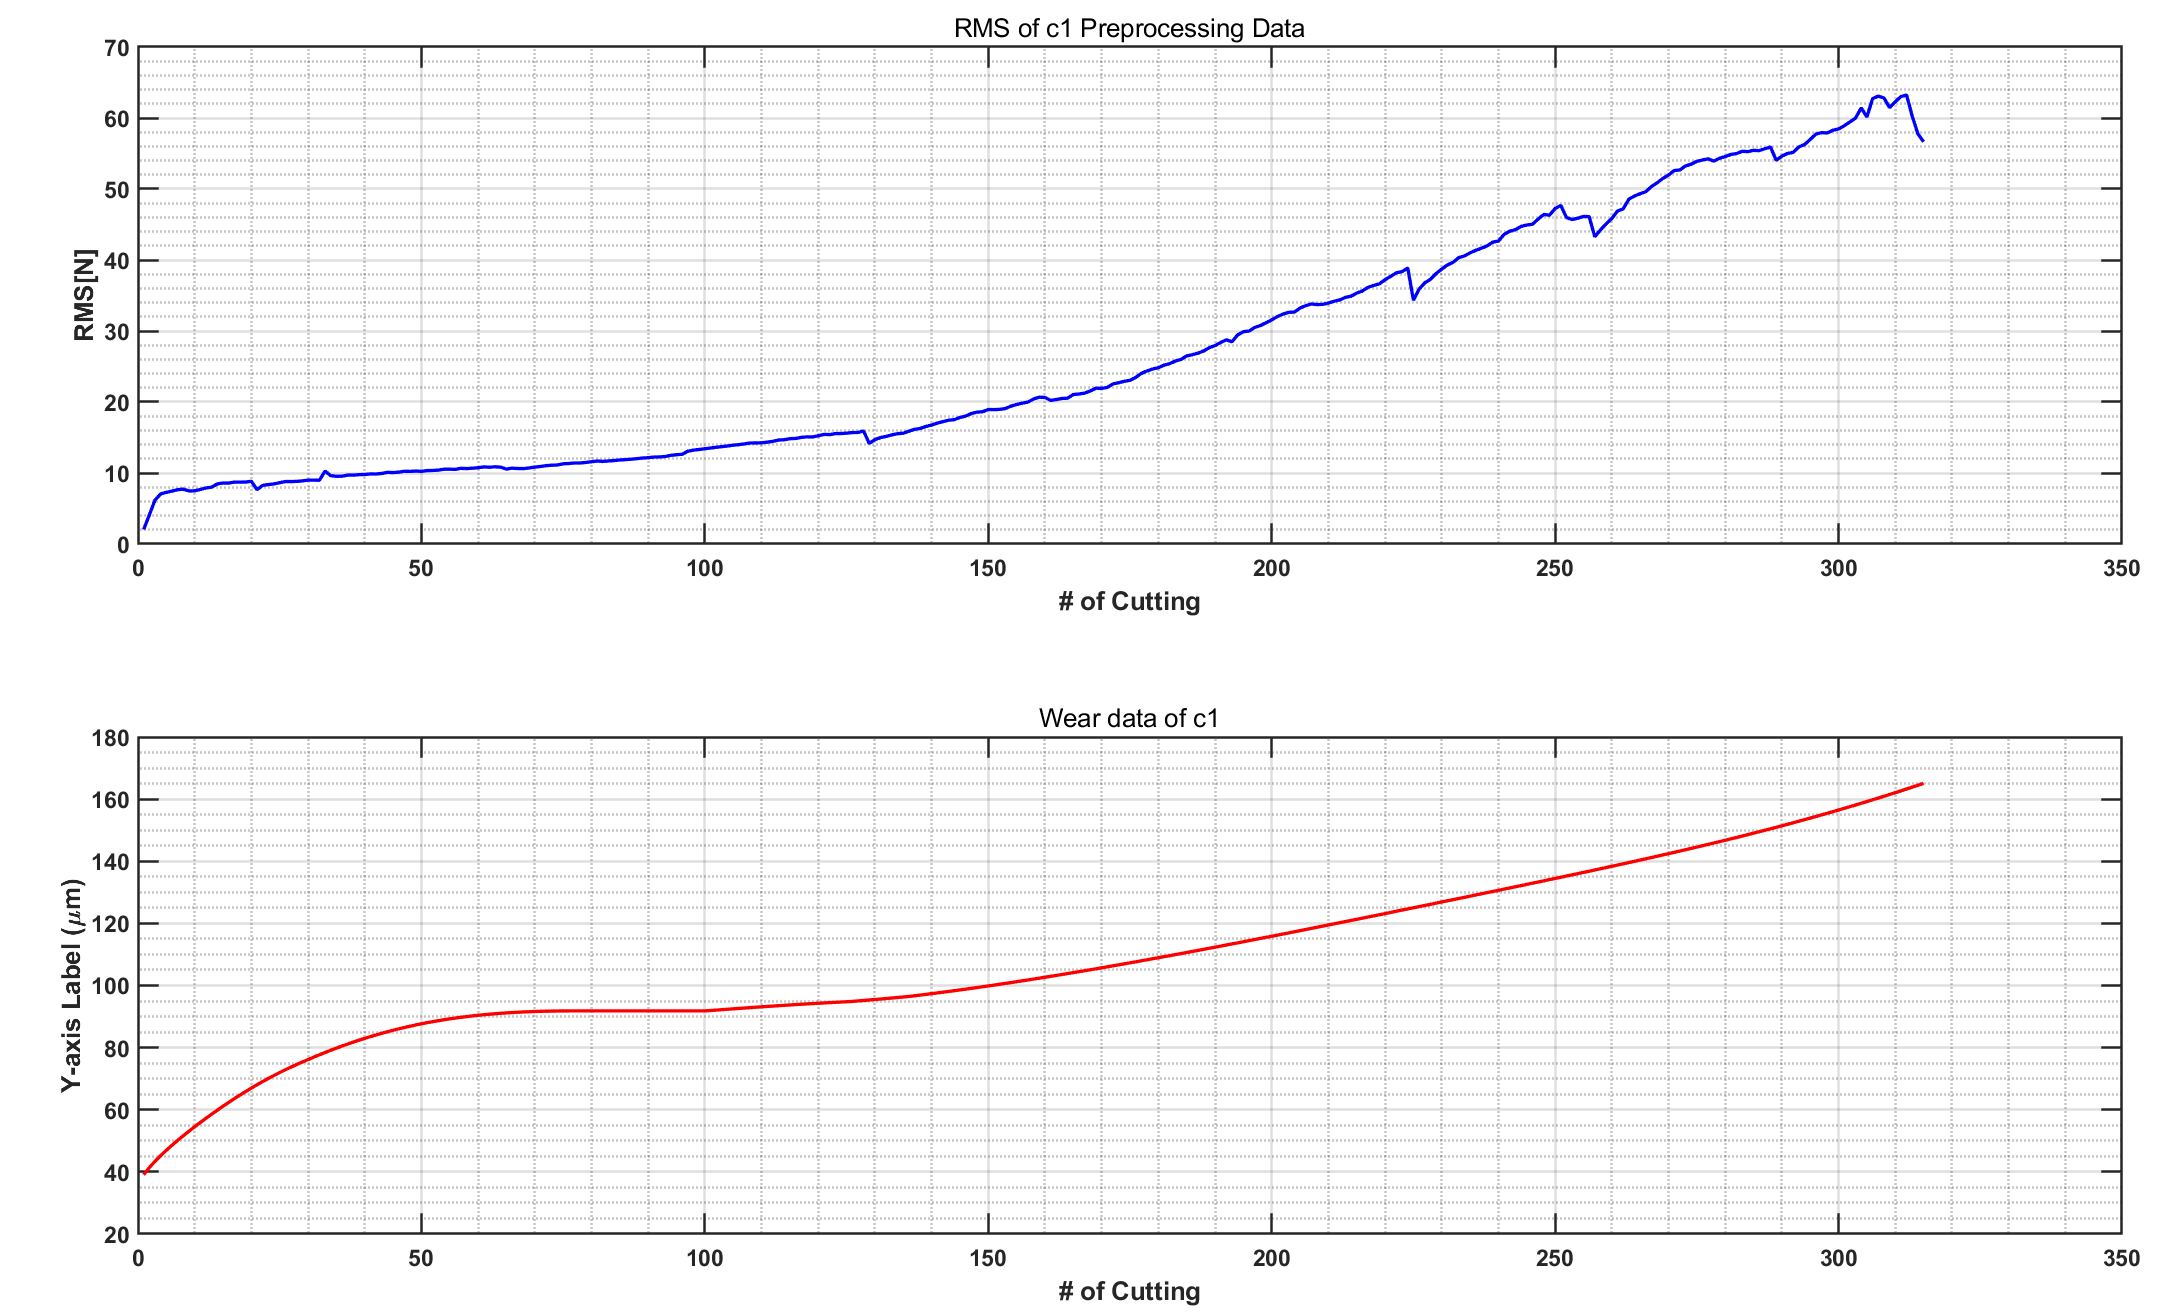 RMS of c1 Preprocessing Data
70
60
50
40
30
20
10
0
RMS[N]
0 50 100 150 200 250 300 350
# of Cutting
Wear data of c1
180
160
140
120
100
80
60
40
20
Y-axis Label (μm)
0 50 100 150 200 250 300 350
# of Cutting